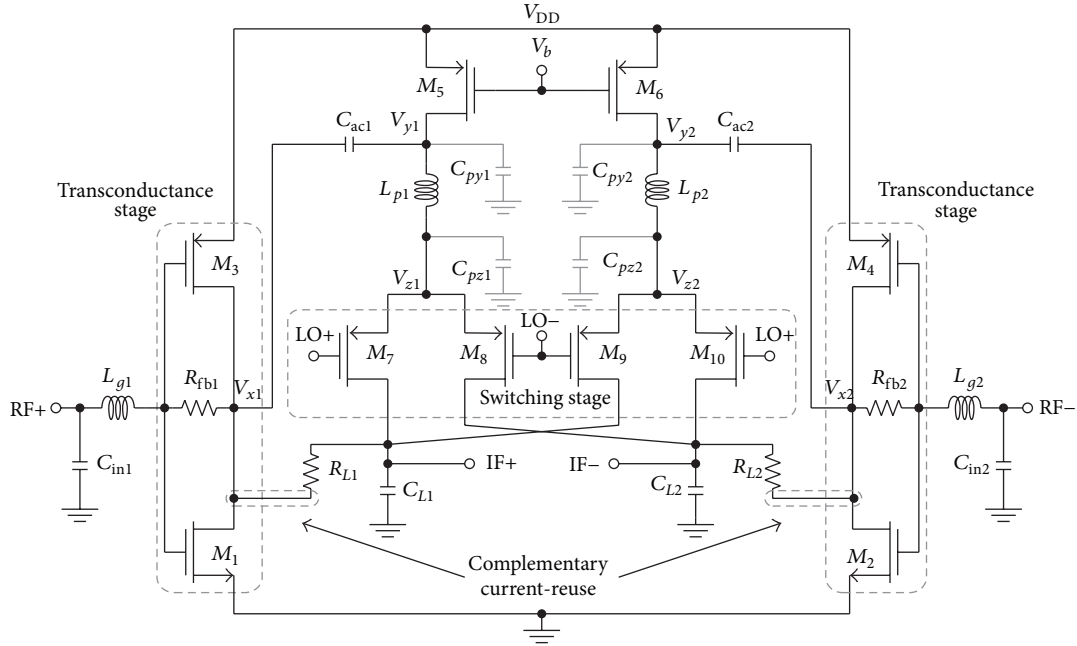 V_DD
V_b
M_5
M_6
C_ac1
V_y1
V_y2
C_ac2
C_py1
C_py2
L_p1
L_p2
Transconductance
stage
Transconductance
stage
M_3
M_4
C_pz1
C_pz2
V_z1
V_z2
LO+
LO−
LO+
M_7
M_8
M_9
M_10
Switching stage
L_g1
R_fb1
V_x1
V_x2
R_fb2
L_g2
RF+
RF−
C_in1
C_in2
R_L1
IF+
IF−
R_L2
C_L1
C_L2
M_1
M_2
Complementary
current-reuse